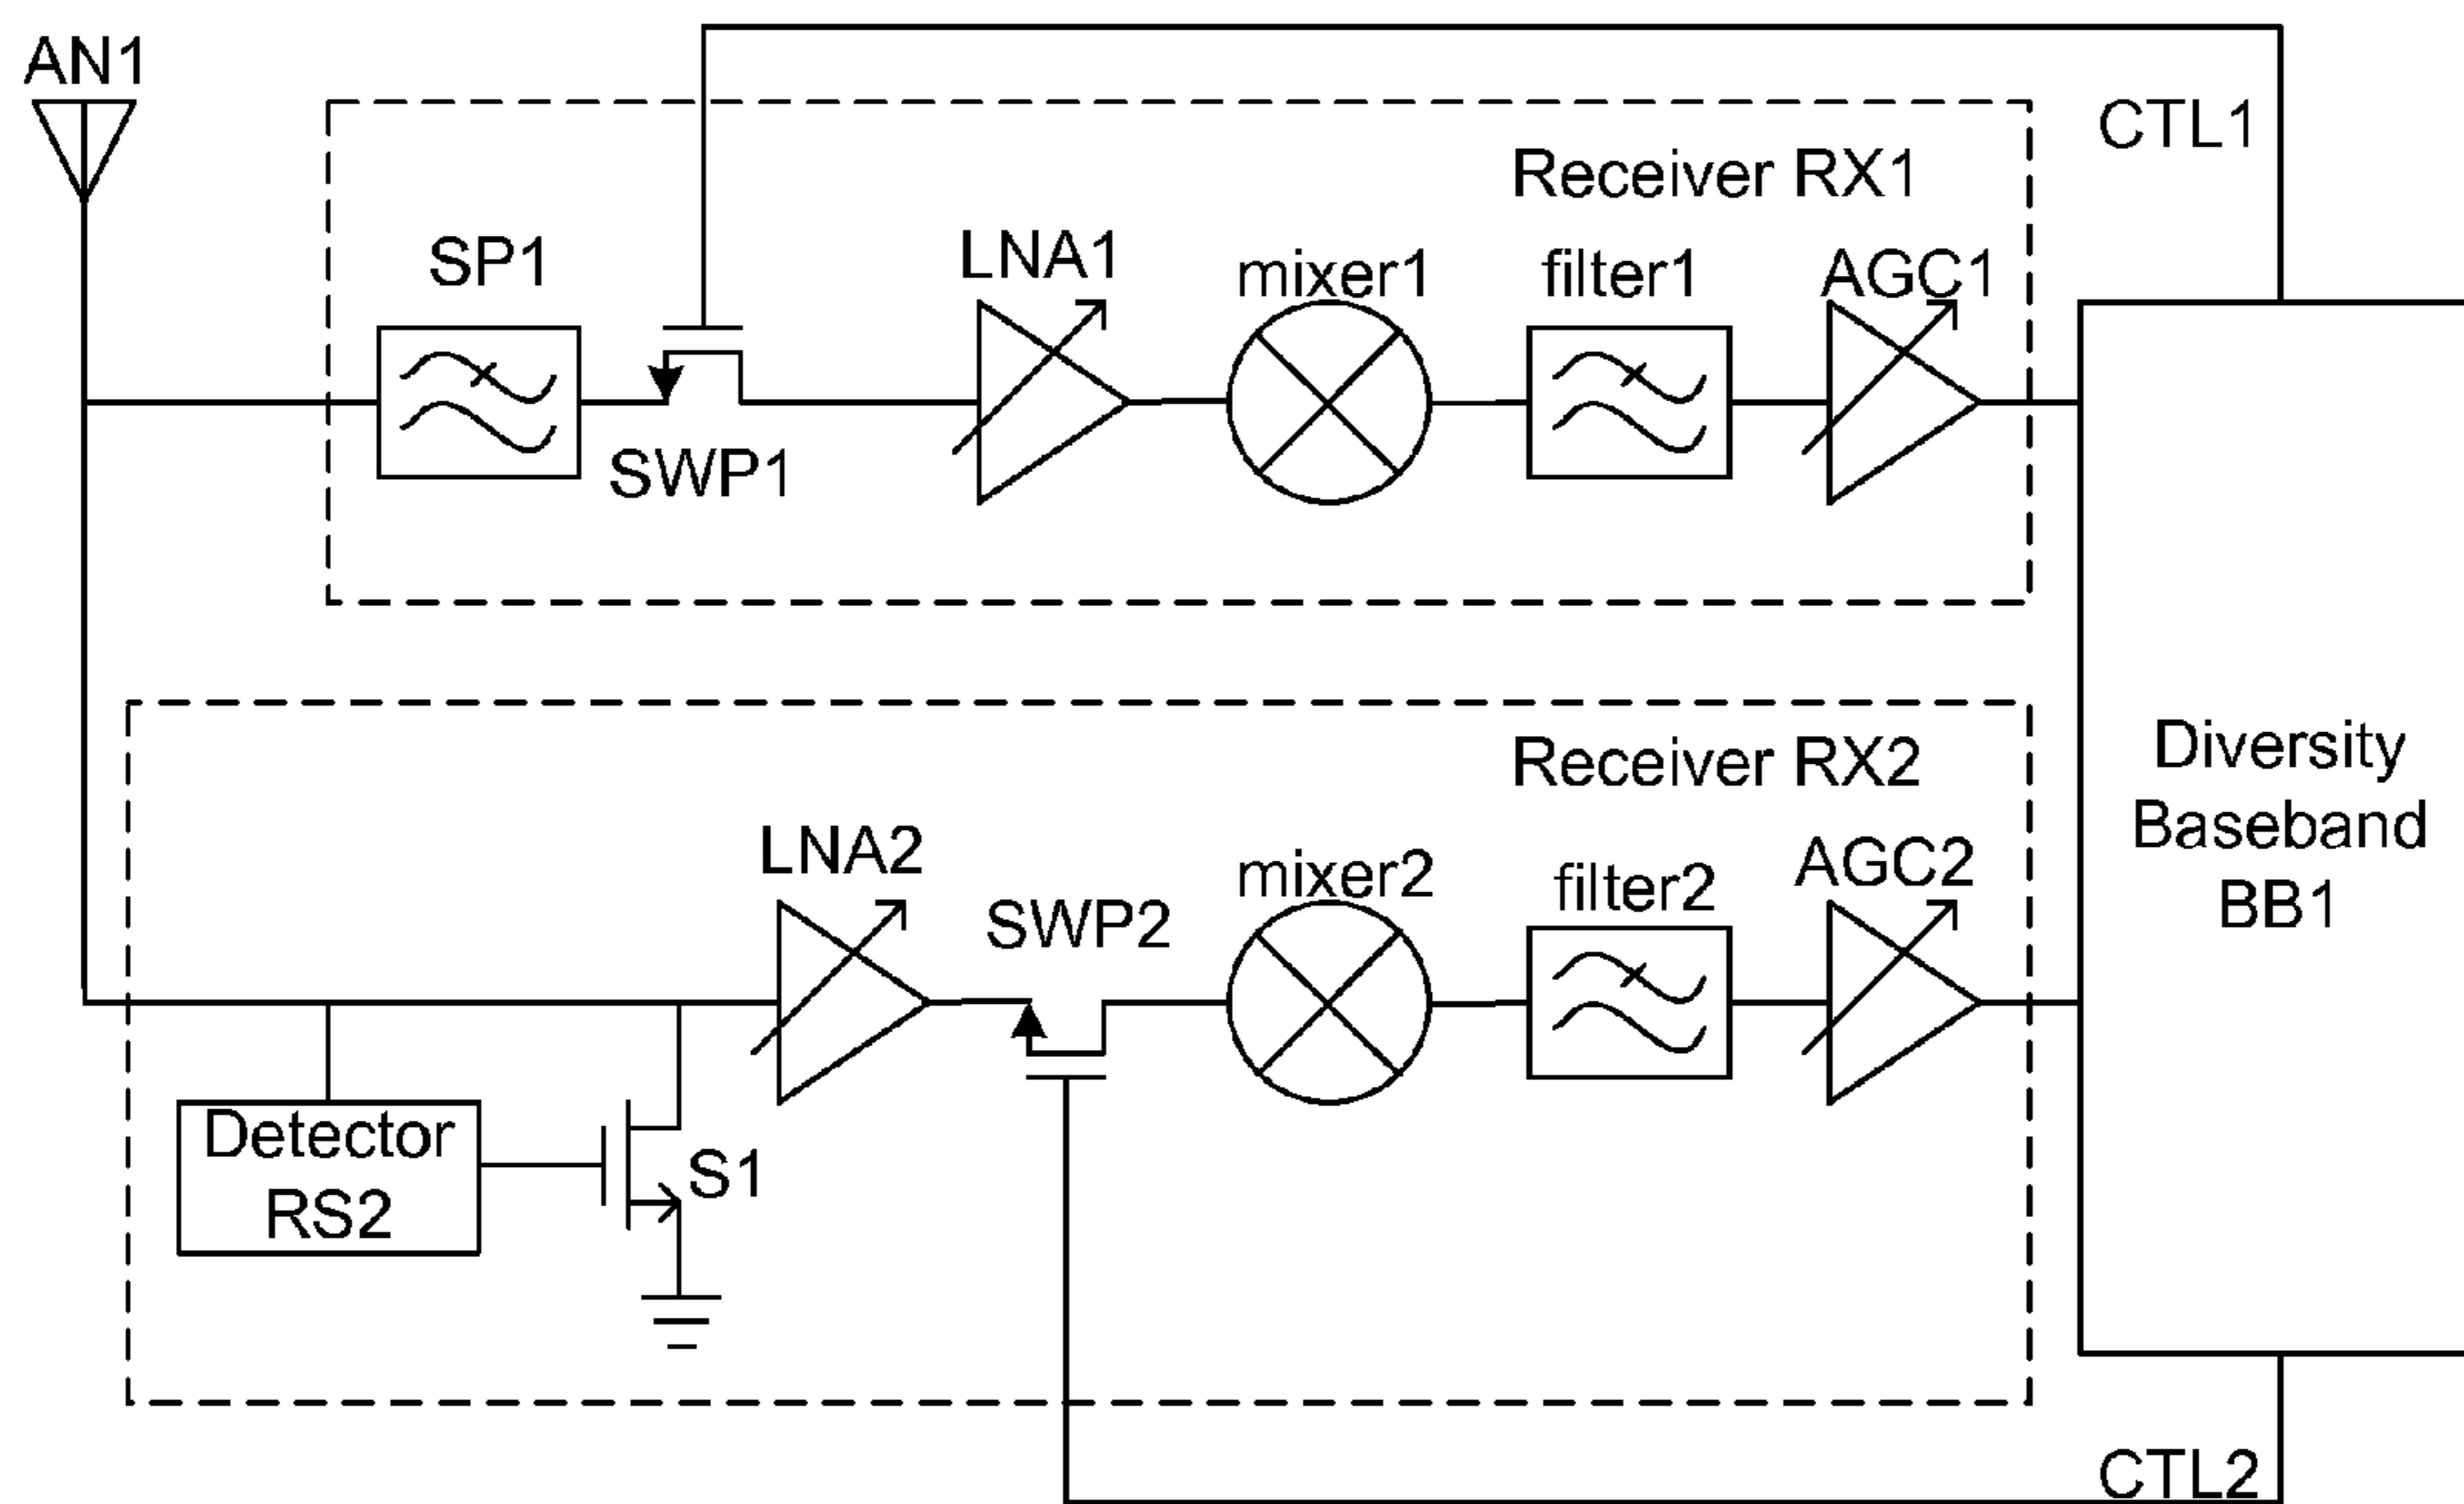 AN1
CTL1
Receiver RX1
SP1
LNA1
mixer1
filter1
AGC1
SWP1
Receiver RX2
Diversity
Baseband
BB1
LNA2
SWP2
mixer2
filter2
AGC2
Detector
RS2
S1
CTL2